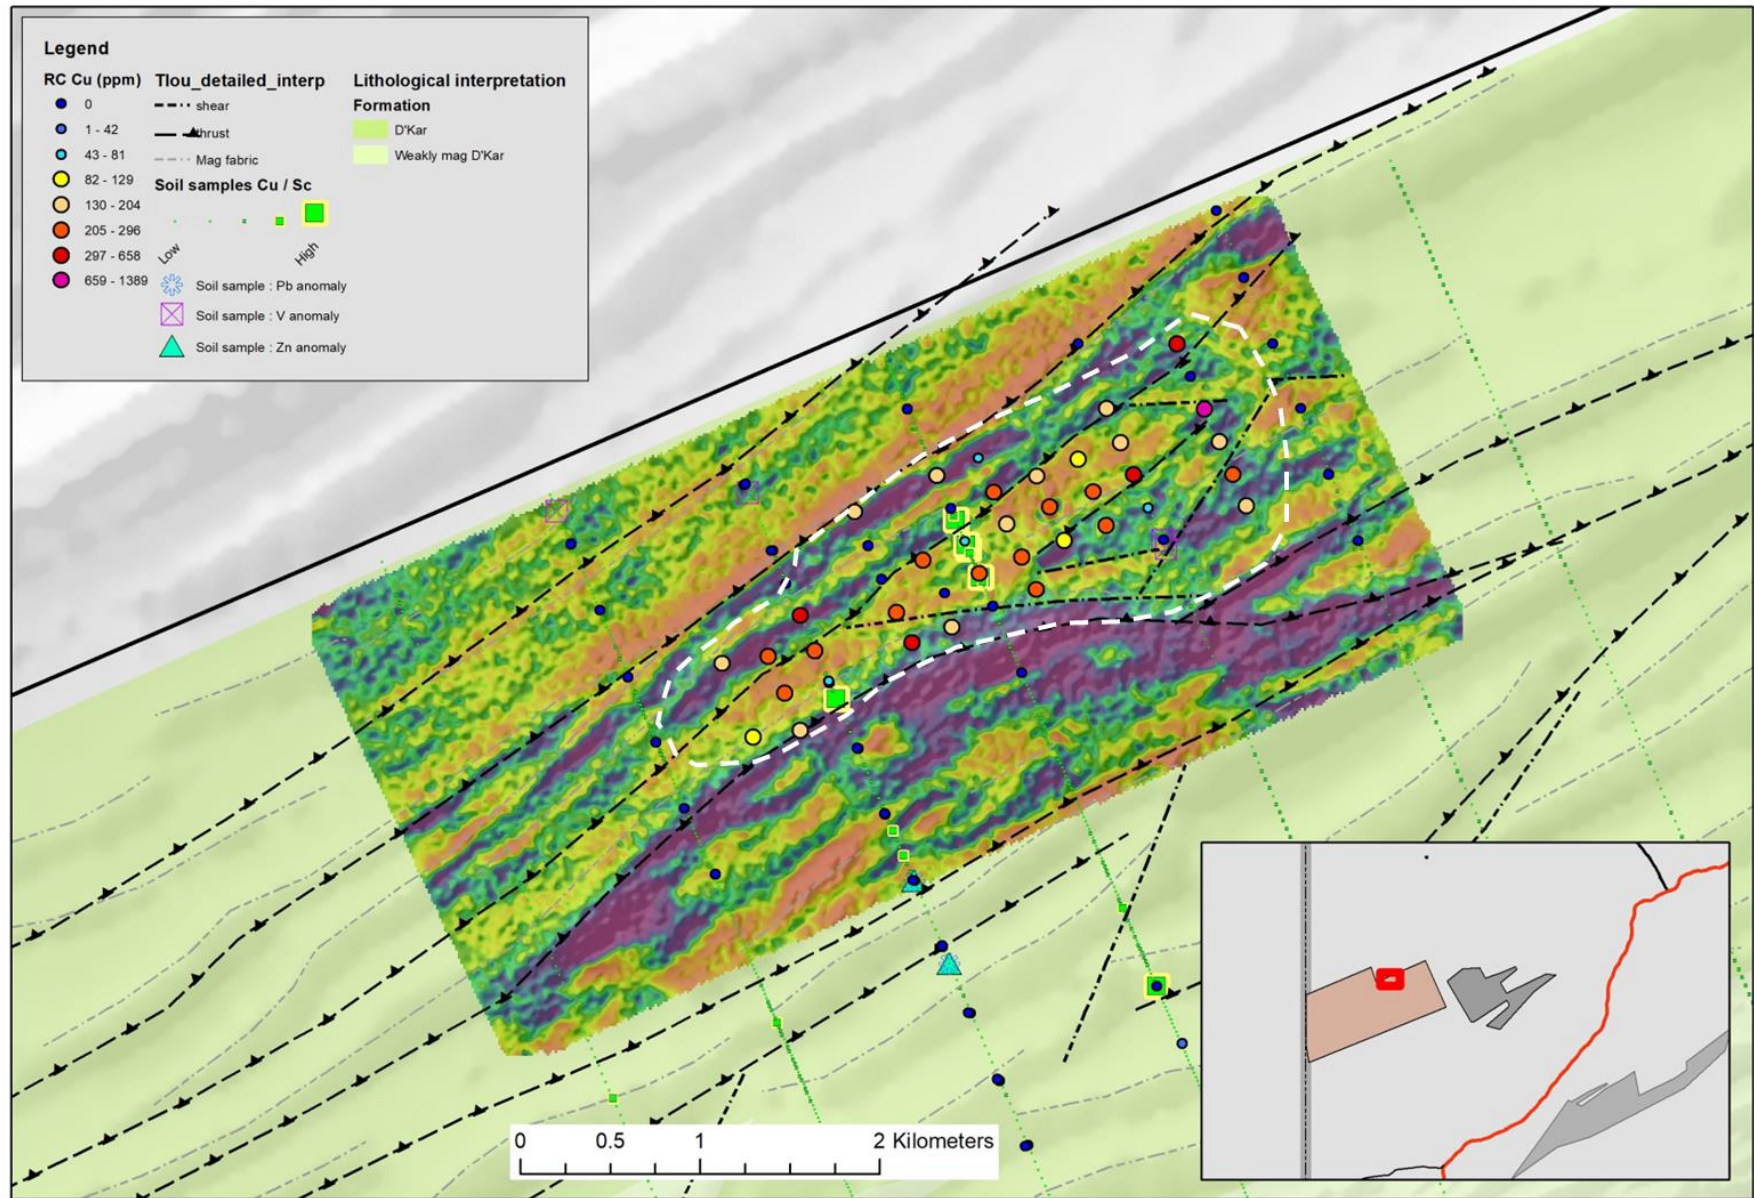 Legend
RC Cu (ppm)
0
1 - 42
43 - 81
82 - 129
130 - 204
205 - 296
297 - 658
659 - 1389
Tlou_detailed_interp
shear
thrust
Mag fabric
Soil samples Cu / Sc
Low
High
Soil sample : Pb anomaly
Soil sample : V anomaly
Soil sample : Zn anomaly
Lithological interpretation
Formation
D'Kar
Weakly mag D'Kar
0 0.5 1 2 Kilometers